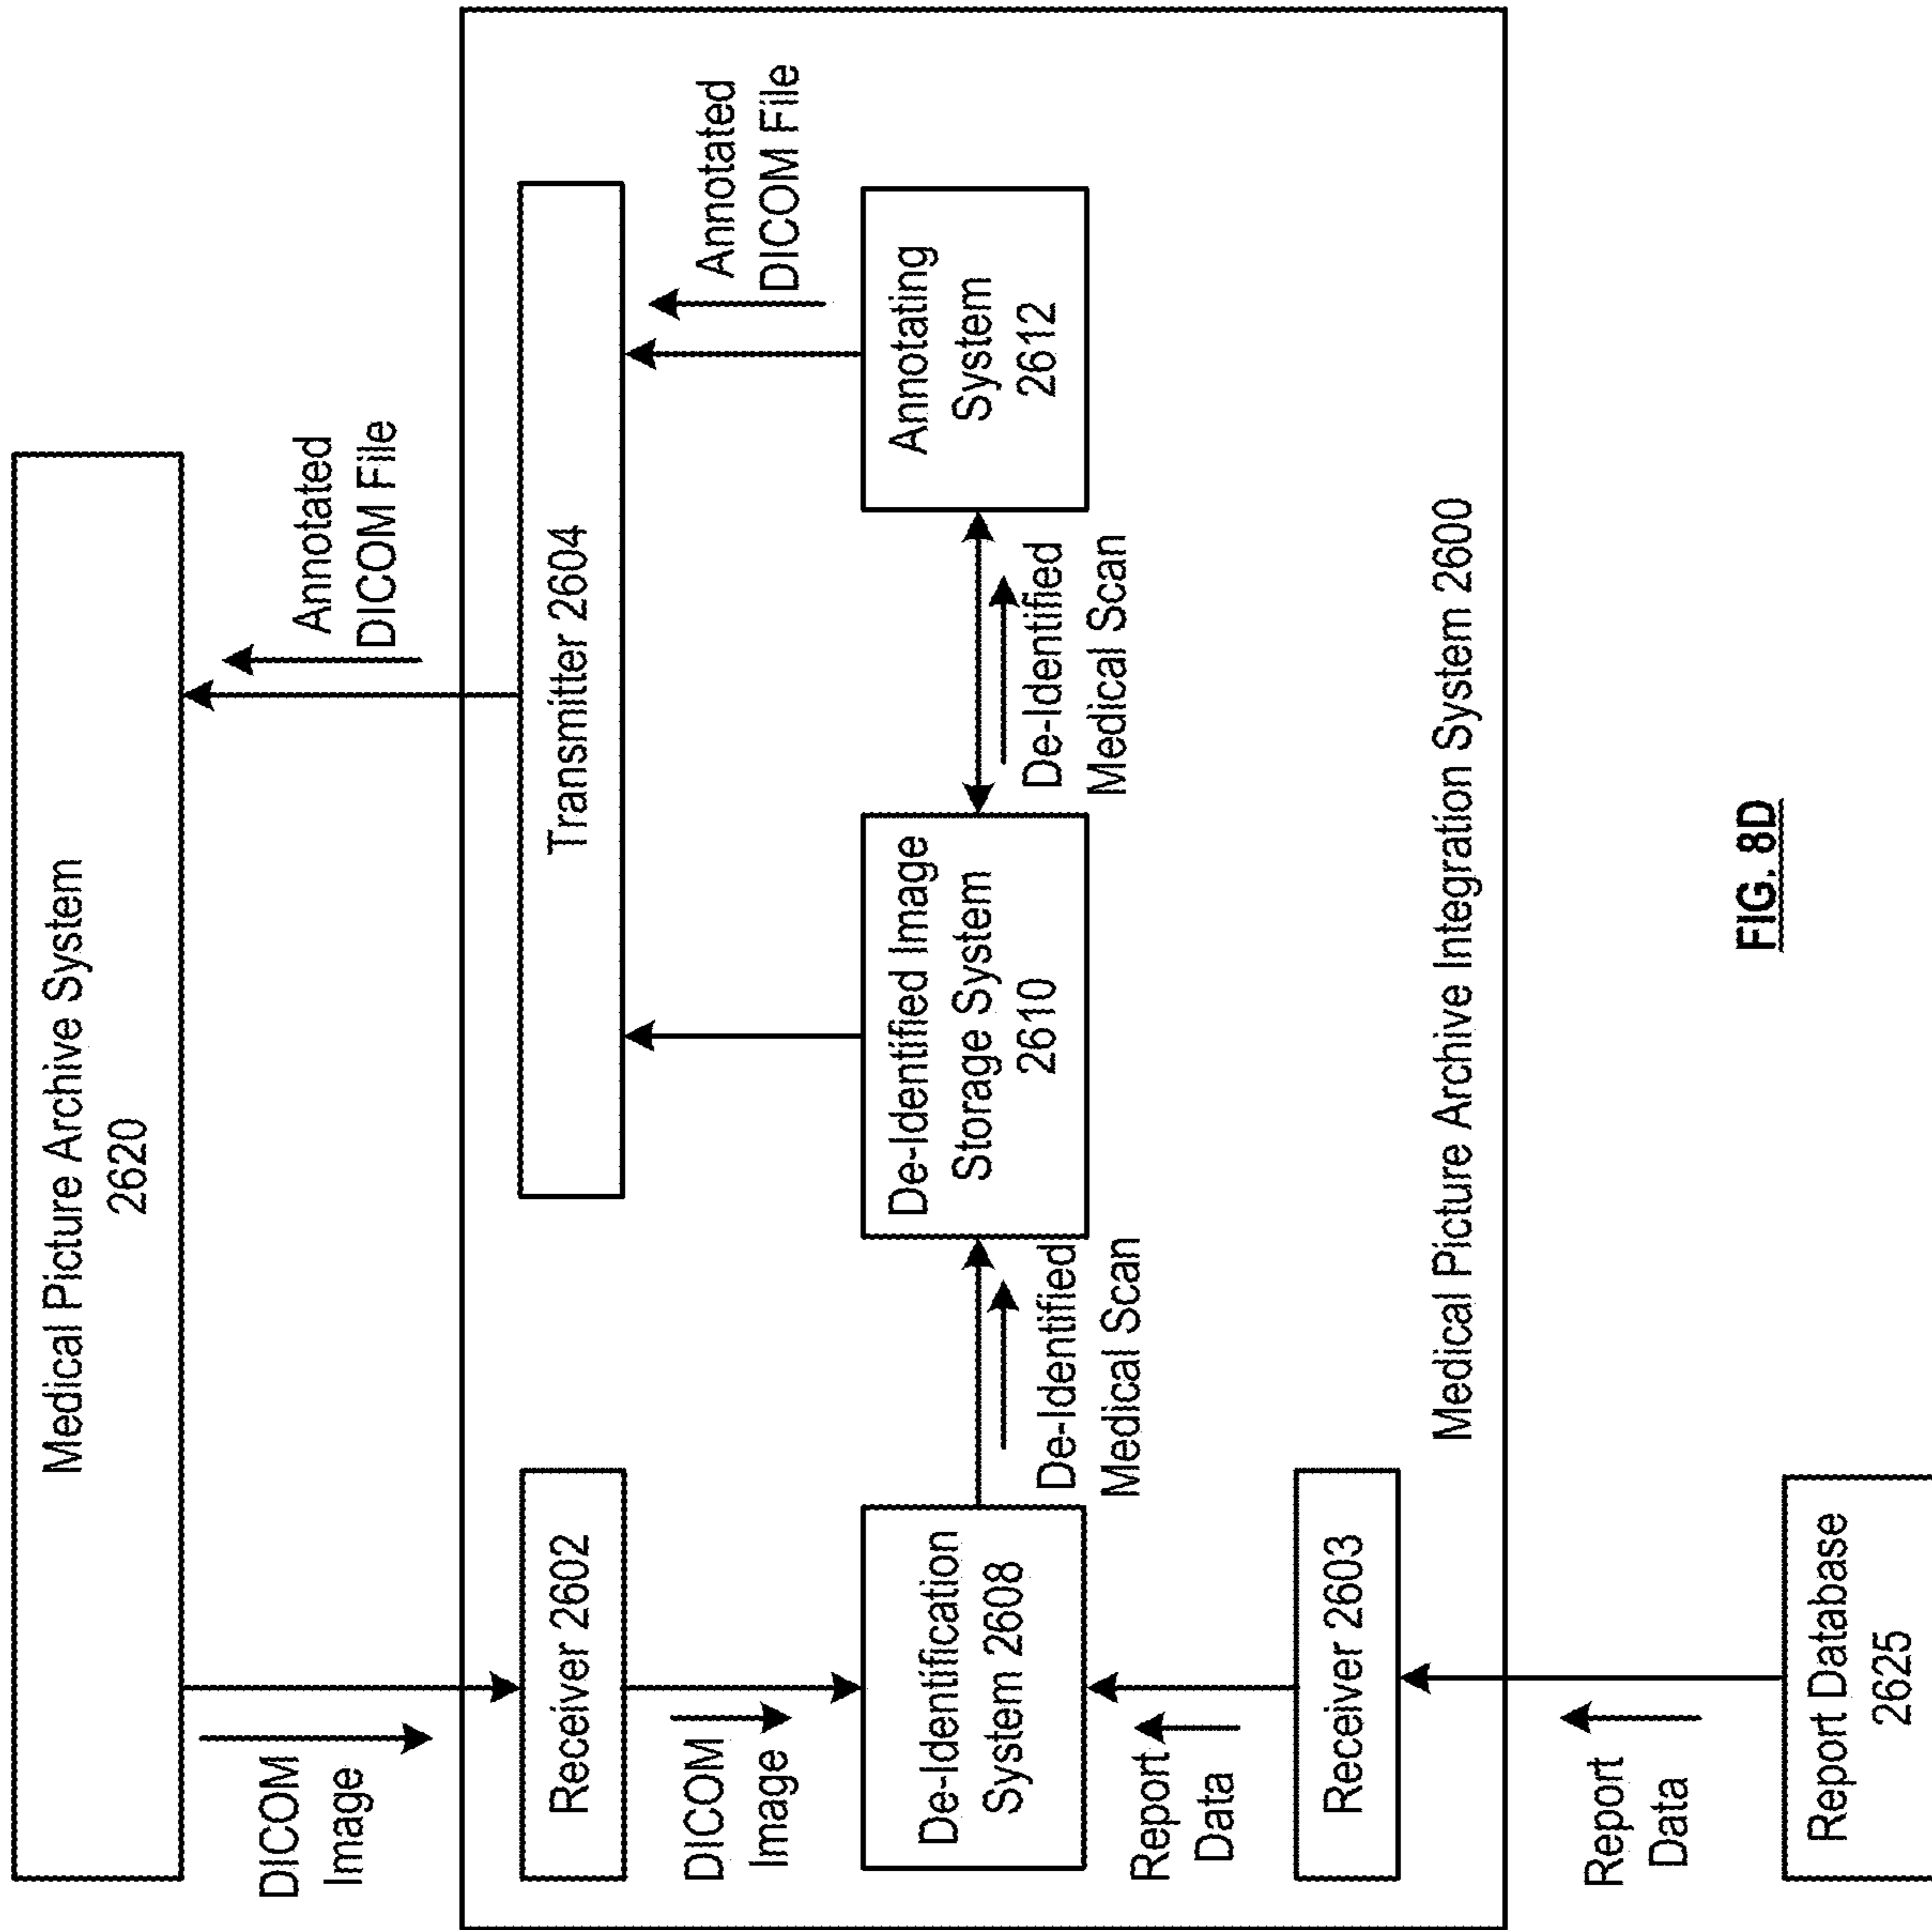 Medical Picture Archive System
2620
DICOM
Image
Annotated
DICOM File
Receiver 2602
Transmitter 2604
DICOM
Image
Annotated
DICOM File
De-Identification
System 2608
De-Identified Image
Storage System
2610
Annotating
System
2612
De-Identified
Medical Scan
De-Identified
Medical Scan
Report
Data
Receiver 2603
Medical Picture Archive Integration System 2600
Report
Data
Report Database
2625
FIG. 8D